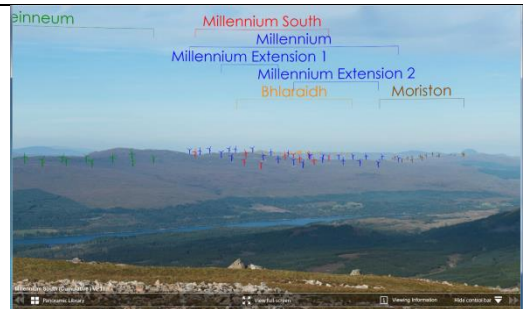 einneum
Millennium South
Millennium
Millennium Extension 1
Millennium Extension 2
Bhlaraidh
Moriston
Panorama Library
View full screen
Viewing Information
Hide control bar